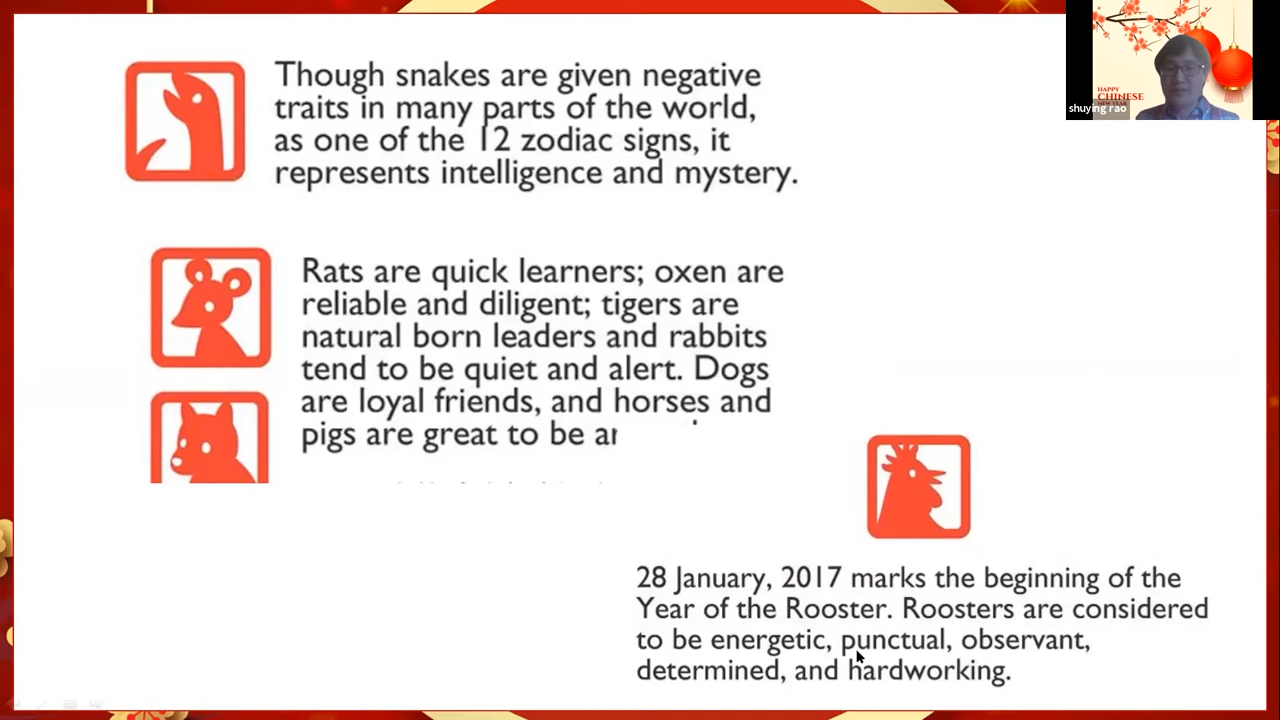 Though snakes are given negative
traits in many parts of the world,
as one of the 12 zodiac signs, it
represents intelligence and mystery.
Rats are quick learners; oxen are
reliable and diligent; tigers are
natural born leaders and rabbits
tend to be quiet and alert. Dogs
are loyal friends, and horses and
pigs are great to be
28 January, 2017 marks the beginning of the
Year of the Rooster. Roosters are considered
to be energetic, punctual, observant,
determined, and hardworking.
HAPPY
CHINESE
NEW YEAR
shuying rao